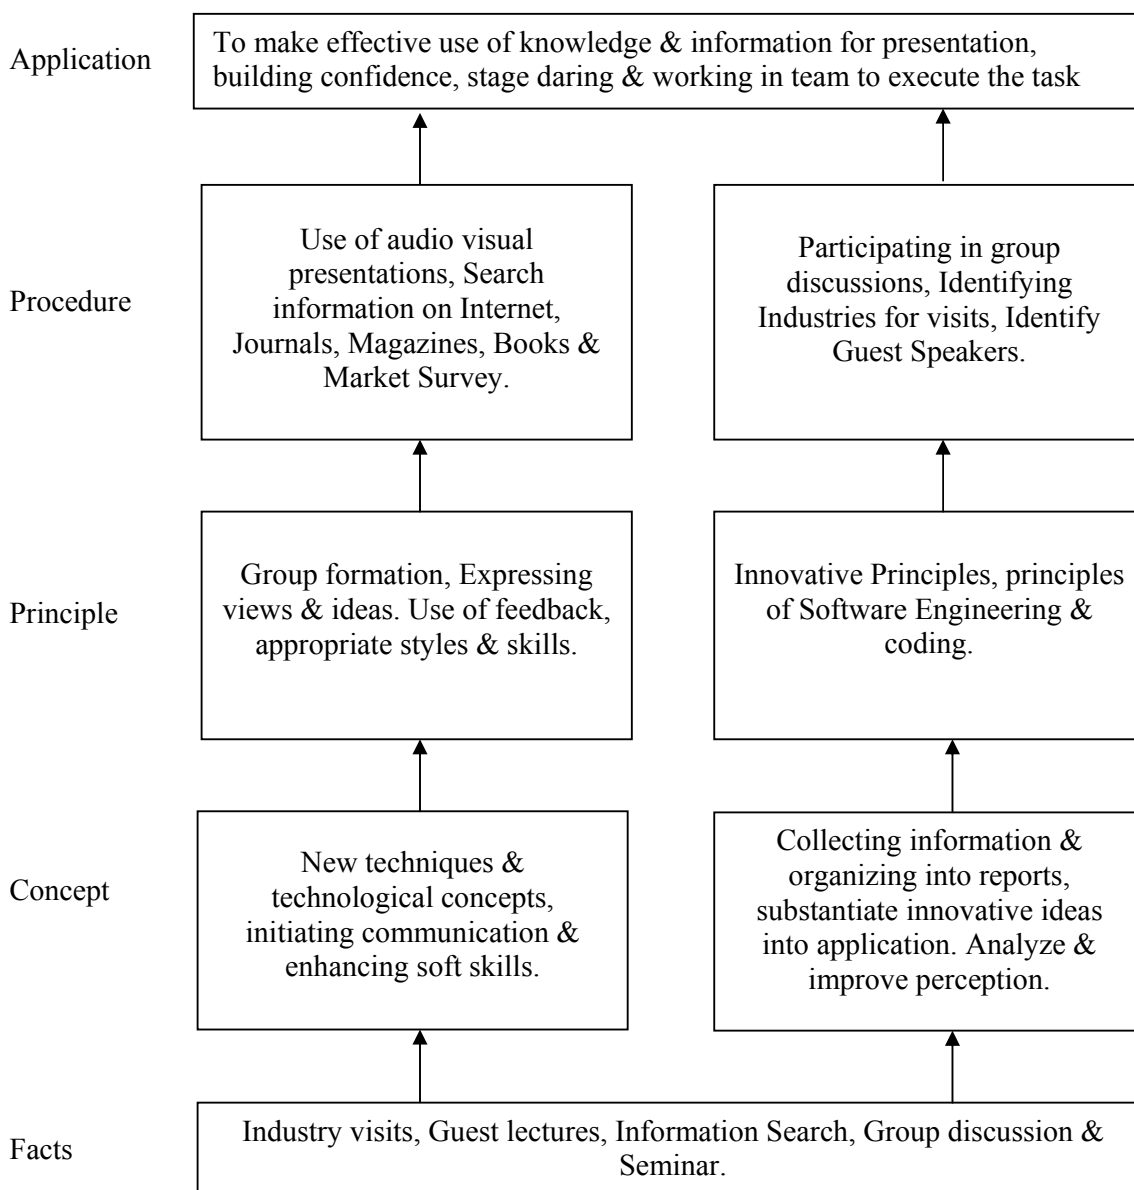 Application
To make effective use of knowledge & information for presentation,
building confidence, stage daring & working in team to execute the task
Procedure
Use of audio visual
presentations, Search
information on Internet,
Journals, Magazines, Books &
Market Survey.
Participating in group
discussions, Identifying
Industries for visits, Identify
Guest Speakers.
Principle
Group formation, Expressing
views & ideas. Use of feedback,
appropriate styles & skills.
Innovative Principles, principles
of Software Engineering &
coding.
Concept
New techniques &
technological concepts,
initiating communication &
enhancing soft skills.
Collecting information &
organizing into reports,
substantiate innovative ideas
into application. Analyze &
improve perception.
Facts
Industry visits, Guest lectures, Information Search, Group discussion &
Seminar.